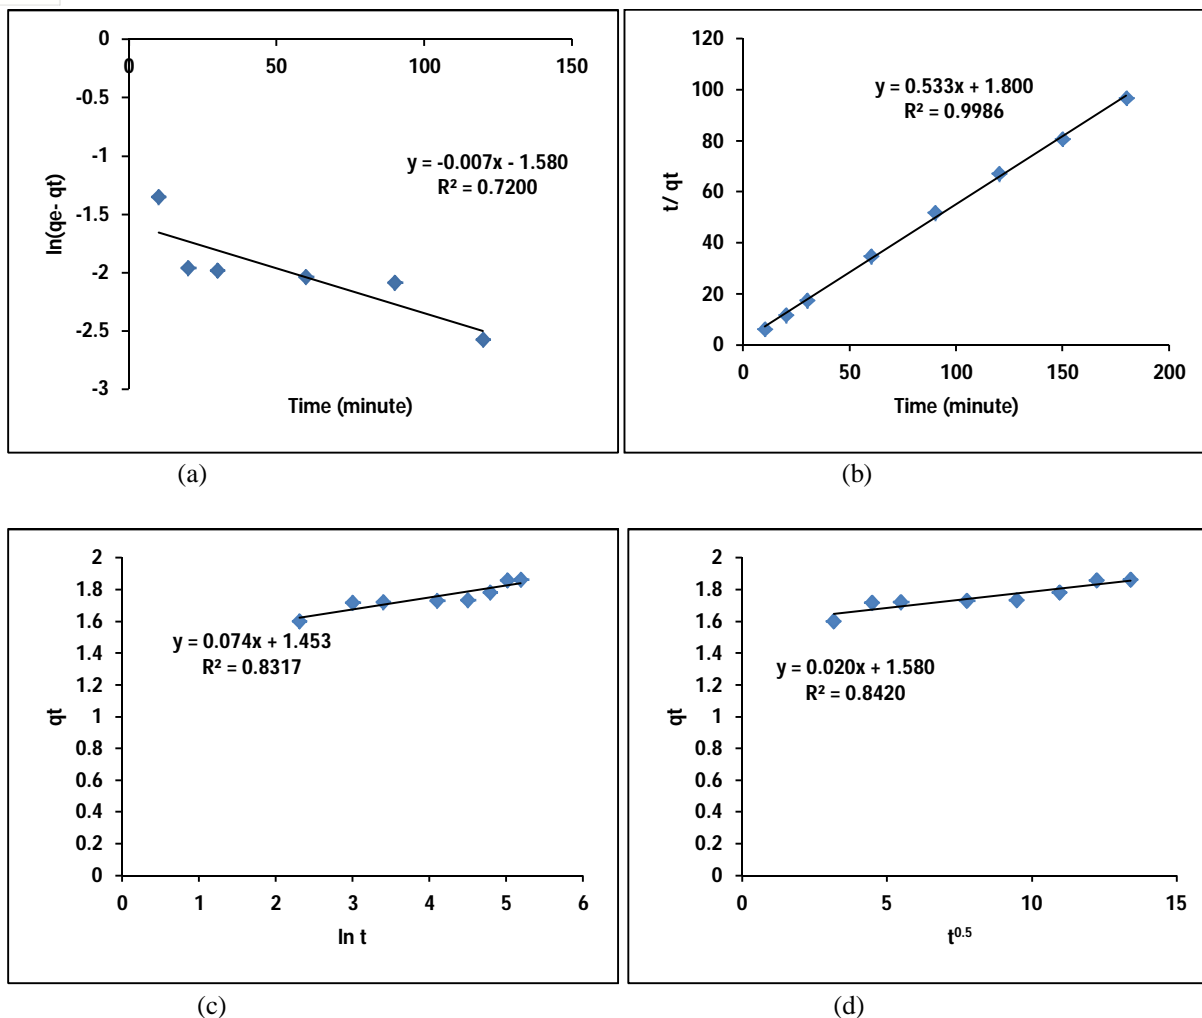 0
0
50
100
150
-0.5
-1
-1.5
-2
-2.5
-3
ln(qe- qt)
y = -0.007x - 1.580
R² = 0.7200
Time (minute)
(a)
120
100
80
60
40
20
0
t/ qt
y = 0.533x + 1.800
R² = 0.9986
0
50
100
150
200
Time (minute)
(b)
2
1.8
1.6
1.4
1.2
1
0.8
0.6
0.4
0.2
0
qt
y = 0.074x + 1.453
R² = 0.8317
0
1
2
3
4
5
6
ln t
(c)
2
1.8
1.6
1.4
1.2
1
0.8
0.6
0.4
0.2
0
qt
y = 0.020x + 1.580
R² = 0.8420
0
5
10
15
t⁰·⁵
(d)